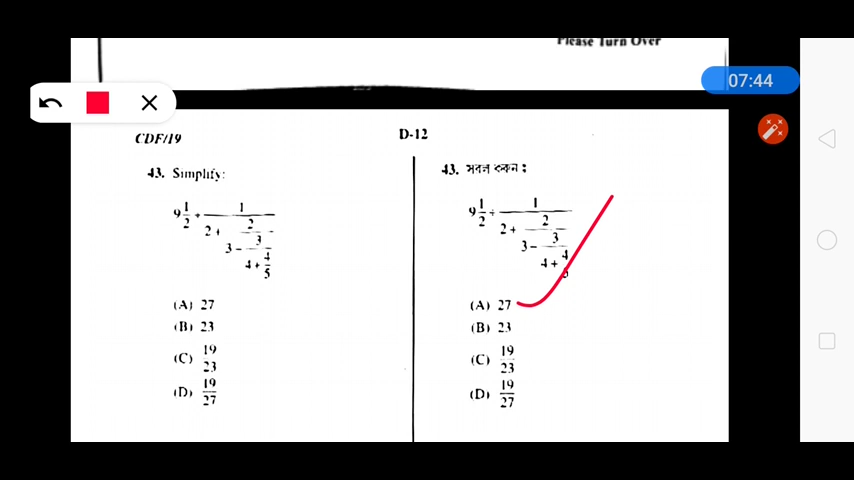 Please Turn Over
07:44
CDF/19
D-12
43. Simplify:
9 1/2 ÷ 1/(2 + 2/(3 − 3/(4 + 4/5)))
(A) 27
(B) 23
(C) 19/23
(D) 19/27
43. সরল করুন :
9 1/2 ÷ 1/(2 + 2/(3 − 3/(4 + 4/5)))
(A) 27
(B) 23
(C) 19/23
(D) 19/27